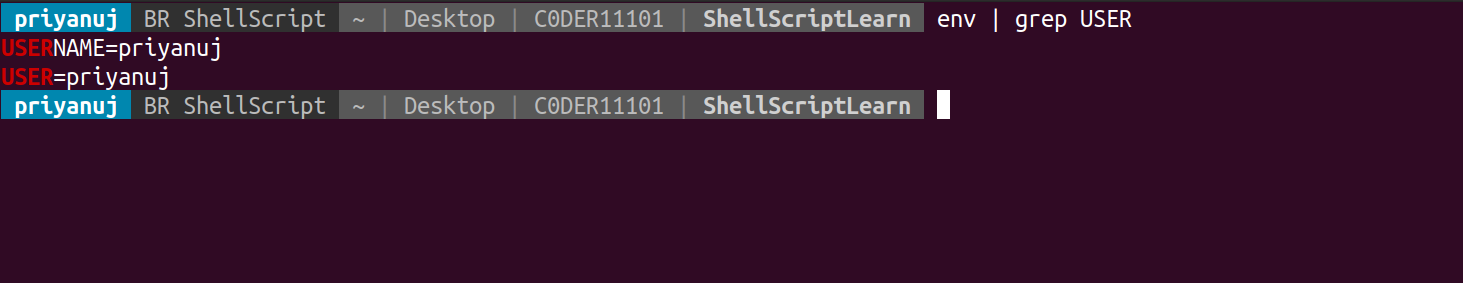 priyanuj BR ShellScript ~ | Desktop | C0DER11101 | ShellScriptLearn env | grep USER
USERNAME=priyanuj
USER=priyanuj
priyanuj BR ShellScript ~ | Desktop | C0DER11101 | ShellScriptLearn